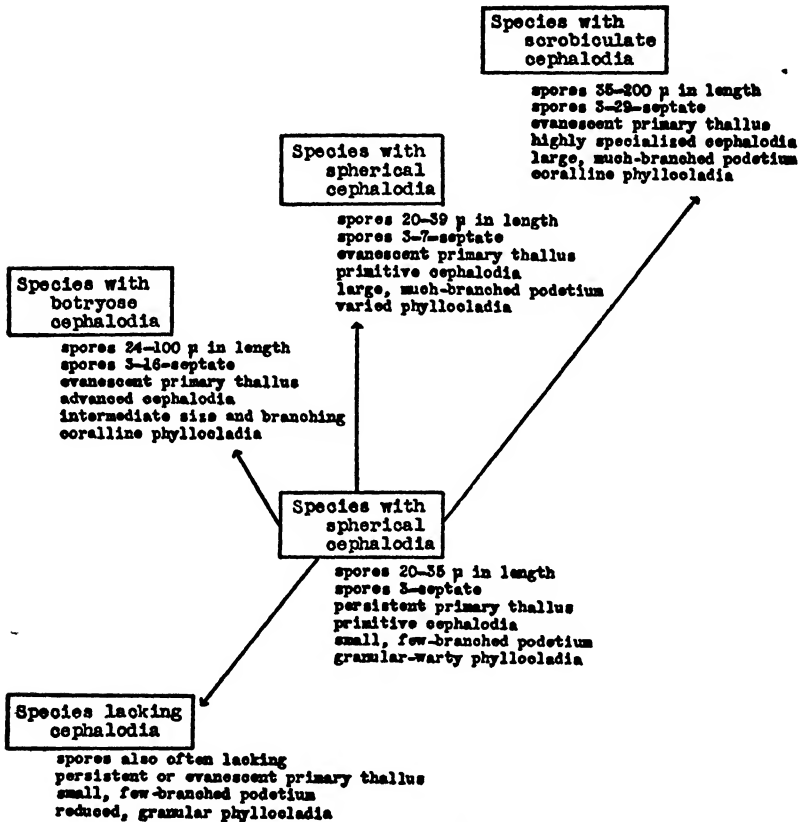 Species with
scrobiculate
cephalodia
spores 35-200 µ in length
spores 3-29-septate
evanescent primary thallus
highly specialized cephalodia
large, much-branched podetium
coralline phyllocladia
Species with
spherical
cephalodia
spores 20-39 µ in length
spores 3-7-septate
evanescent primary thallus
primitive cephalodia
large, much-branched podetium
varied phyllocladia
Species with
botryose
cephalodia
spores 24-100 µ in length
spores 3-16-septate
evanescent primary thallus
advanced cephalodia
intermediate size and branching
coralline phyllocladia
Species with
spherical
cephalodia
spores 20-35 µ in length
spores 3-septate
persistent primary thallus
primitive cephalodia
small, few-branched podetium
granular-warty phyllocladia
Species lacking
cephalodia
spores also often lacking
persistent or evanescent primary thallus
small, few-branched podetium
reduced, granular phyllocladia